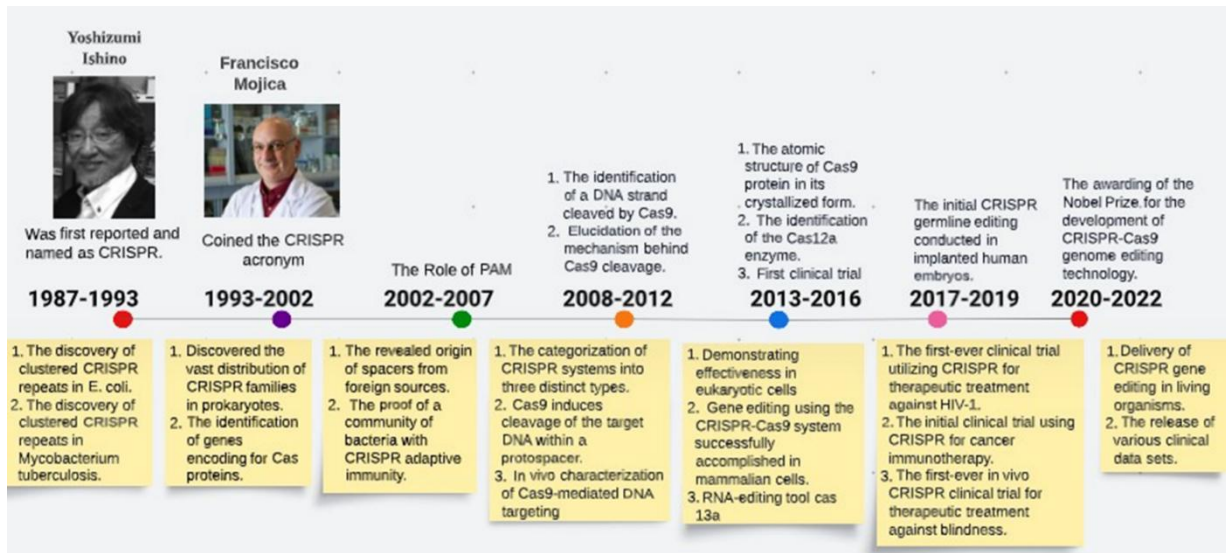 Yoshizumi
Ishino
Was first reported and
named as CRISPR.
Francisco
Mojica
Coined the CRISPR
acronym
The Role of PAM
1. The identification
of a DNA strand
cleaved by Cas9.
2. Elucidation of the
mechanism behind
Cas9 cleavage.
1. The atomic
structure of Cas9
protein in its
crystallized form.
2. The identification
of the Cas12a
enzyme.
3. First clinical trial
The initial CRISPR
germline editing
conducted in
implanted human
embryos.
The awarding of the
Nobel Prize for the
development of
CRISPR-Cas9
genome editing
technology.
1987-1993
1993-2002
2002-2007
2008-2012
2013-2016
2017-2019
2020-2022
1. The discovery of
clustered CRISPR
repeats in E. coli.
2. The discovery of
clustered CRISPR
repeats in
Mycobacterium
tuberculosis.
1. Discovered the
vast distribution of
CRISPR families
in prokaryotes.
2. The identification
of genes
encoding for Cas
proteins.
1. The revealed origin
of spacers from
foreign sources.
2. The proof of a
community of
bacteria with
CRISPR adaptive
immunity.
1. The categorization of
CRISPR systems into
three distinct types.
2. Cas9 induces
cleavage of the target
DNA within a
protospacer.
3. In vivo characterization
of Cas9-mediated DNA
targeting
1. Demonstrating
effectiveness in
eukaryotic cells
2. Gene editing using the
CRISPR-Cas9 system
successfully
accomplished in
mammalian cells.
3. RNA-editing tool cas
13a
1. The first-ever clinical trial
utilizing CRISPR for
therapeutic treatment
against HIV-1.
2. The initial clinical trial using
CRISPR for cancer
immunotherapy.
3. The first-ever in vivo
CRISPR clinical trial for
therapeutic treatment
against blindness.
1. Delivery of
CRISPR gene
editing in living
organisms.
2. The release of
various clinical
data sets.